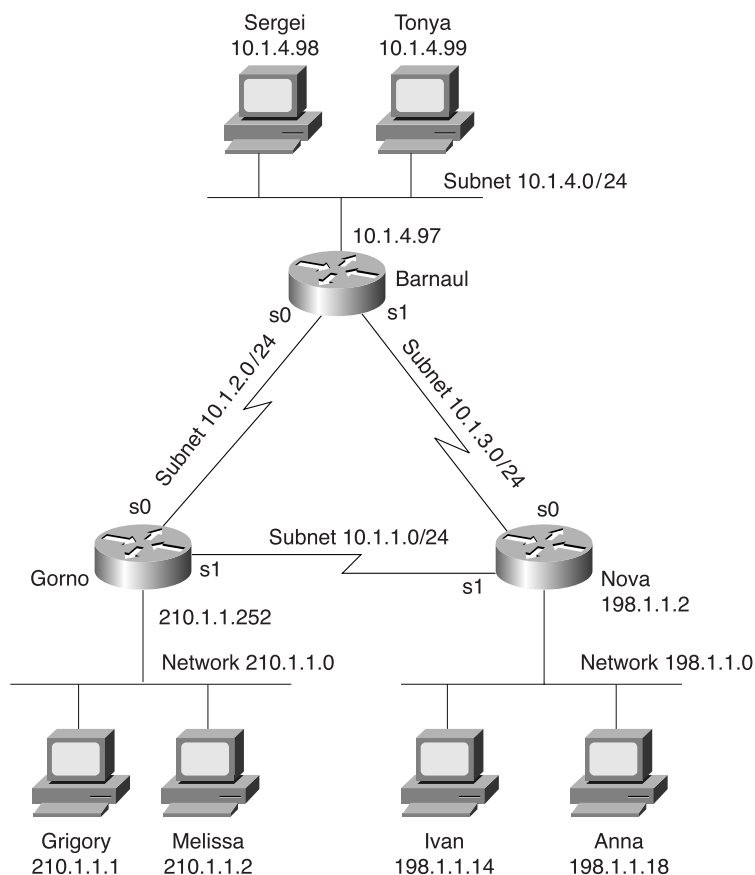 Sergei
10.1.4.98
Tonya
10.1.4.99
Subnet 10.1.4.0/24
10.1.4.97
Barnaul
s0
s1
Subnet 10.1.2.0/24
Subnet 10.1.3.0/24
s0
s0
Subnet 10.1.1.0/24
Gorno
s1
s1
Nova
198.1.1.2
210.1.1.252
Network 210.1.1.0
Network 198.1.1.0
Grigory
210.1.1.1
Melissa
210.1.1.2
Ivan
198.1.1.14
Anna
198.1.1.18